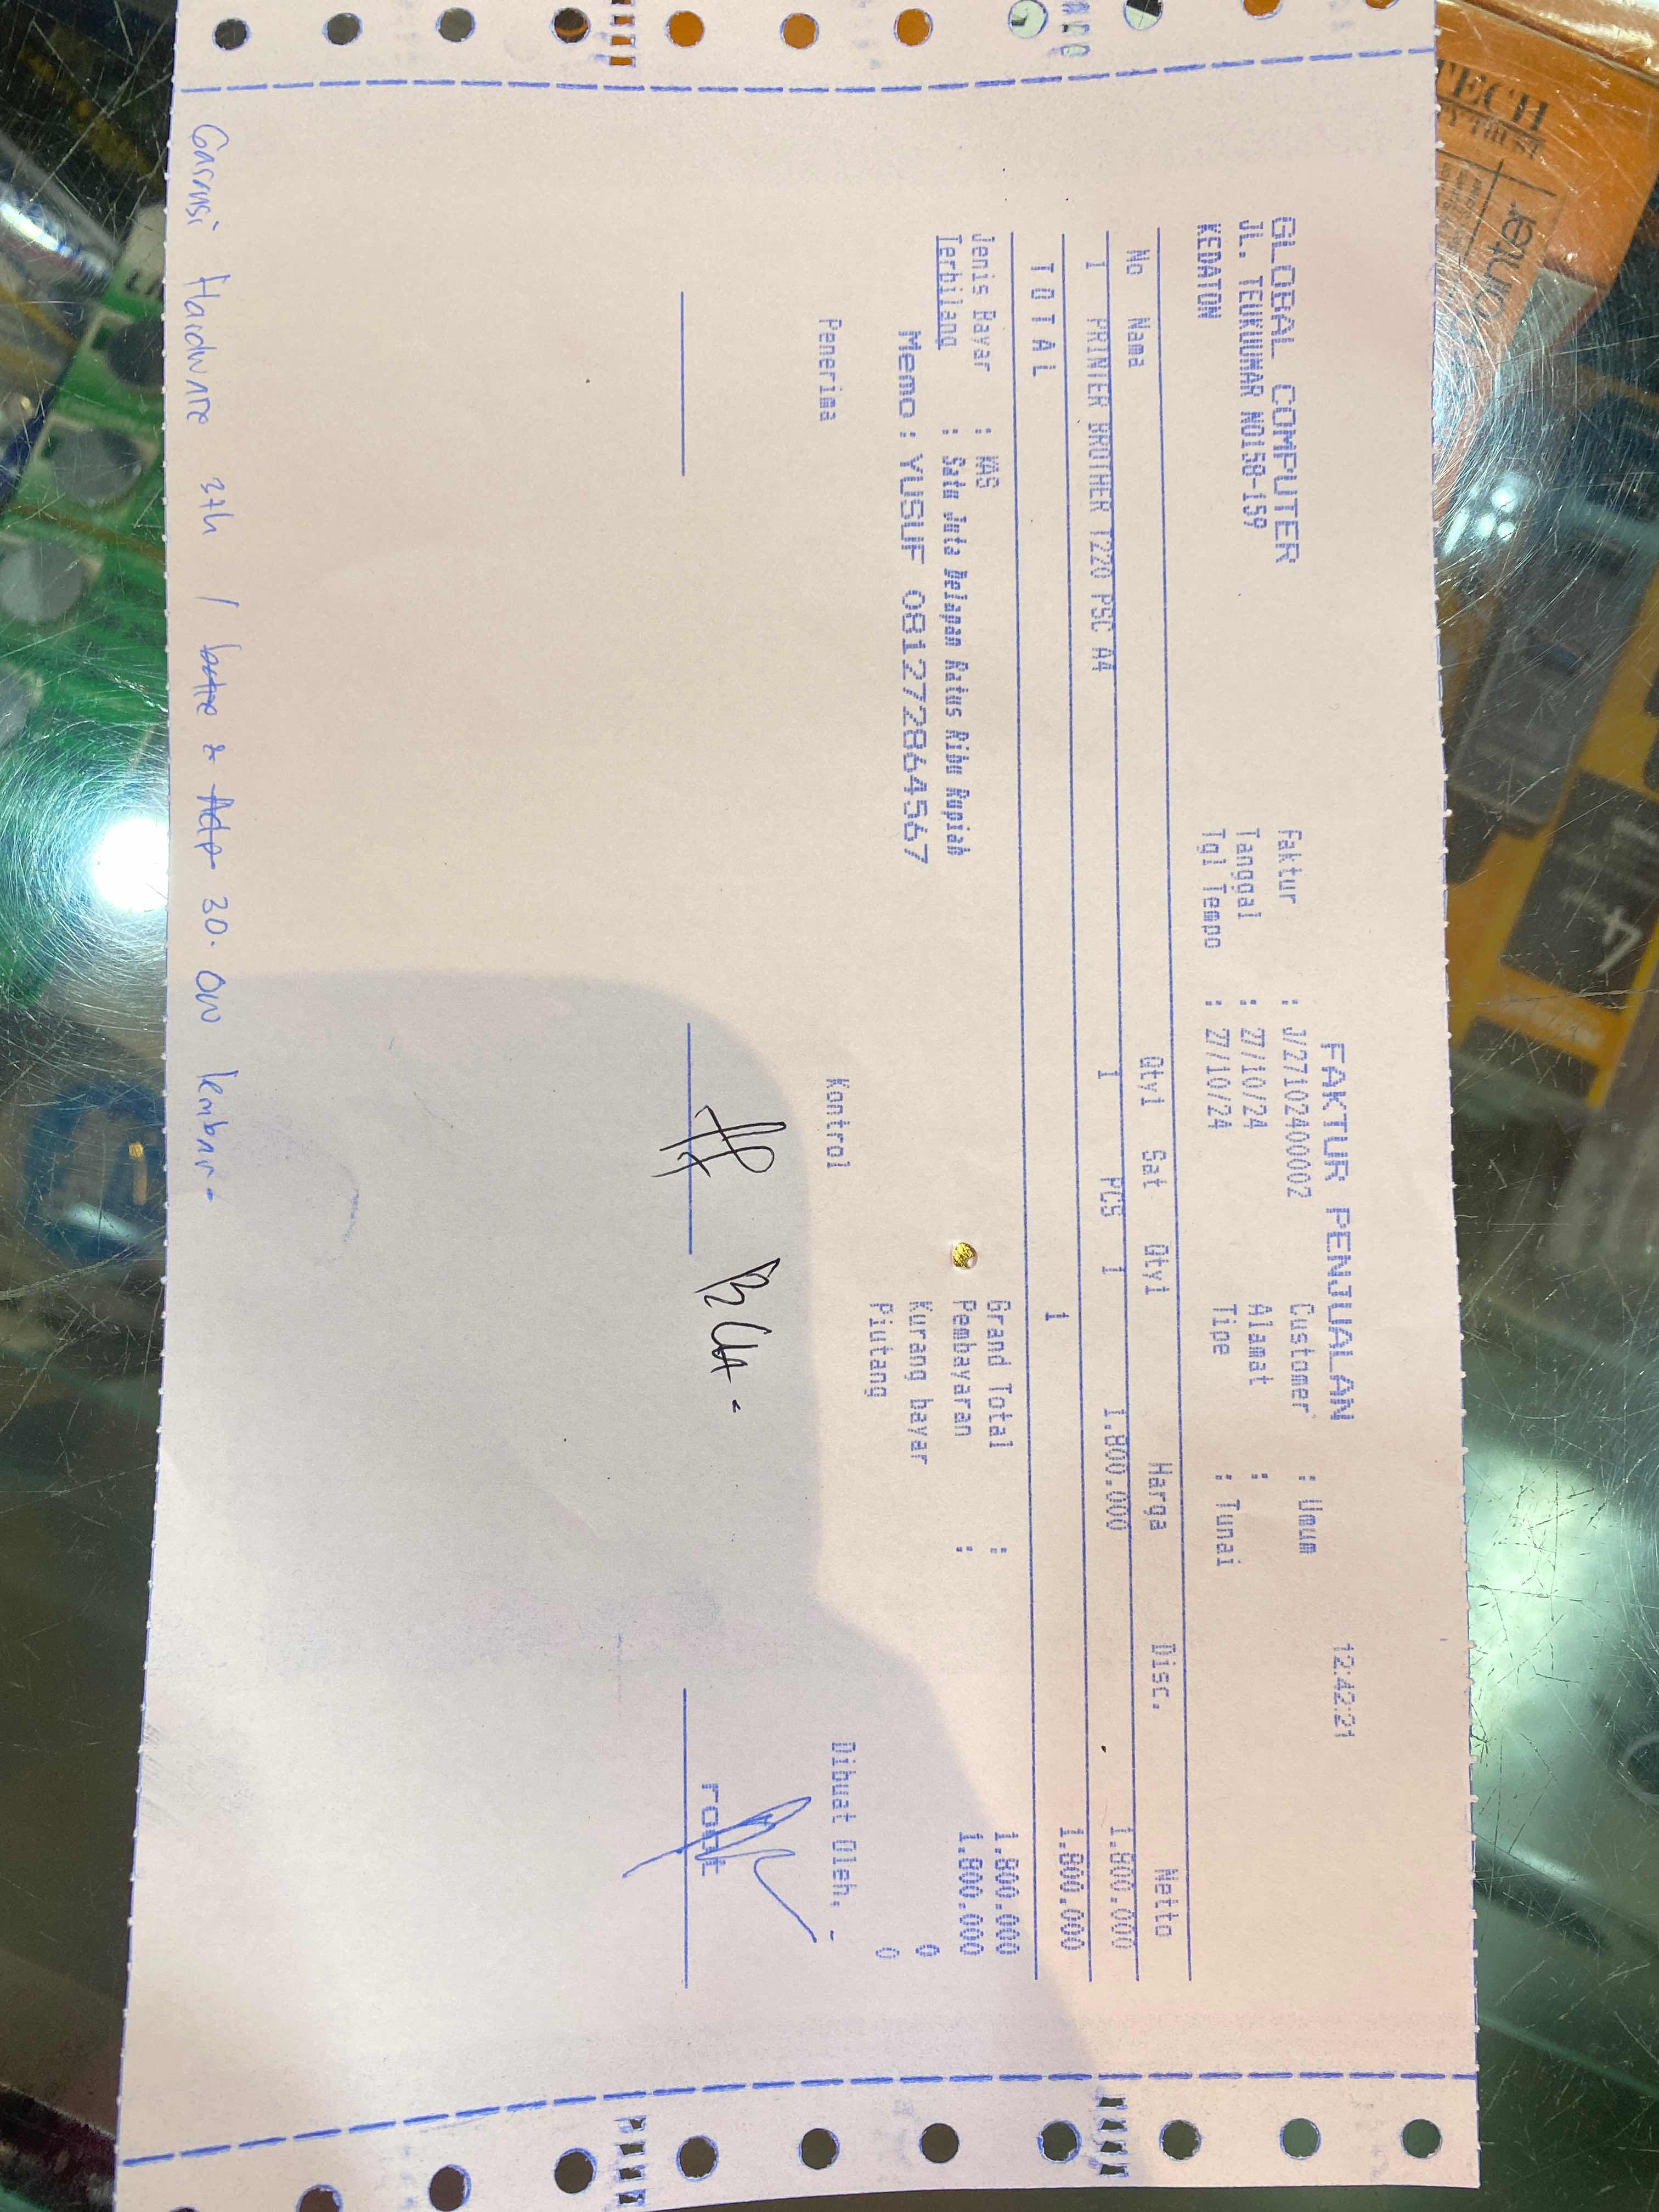 FAKTUR PENJUALAN 12:42:21
GLOBAL COMPUTER
JL. TEUKUUMAR NO158-159
KEDATON
Faktur : J/27102400002
Tanggal : 27/10/24
Tgl Tempo : 27/10/24
Customer : Umum
Alamat :
Tipe : Tunai
No Nama Qty1 Sat Qty1 Harga Disc. Netto
1 PRINTER BROTHER T220 PSC A4 1 PCS 1 1.800.000 1.800.000
T O T A L 1 1.800.000
Jenis Bayar : KAS
Terbilang : Satu Juta Delapan Ratus Ribu Rupiah
Memo : YUSUF 081272864567
Grand Total : 1.800.000
Pembayaran : 1.800.000
Kurang bayar 0
Piutang 0
Penerima Kontrol Dibuat Oleh,
root
Garansi Hardware 3th / 30.000 lembar.
TECH
4